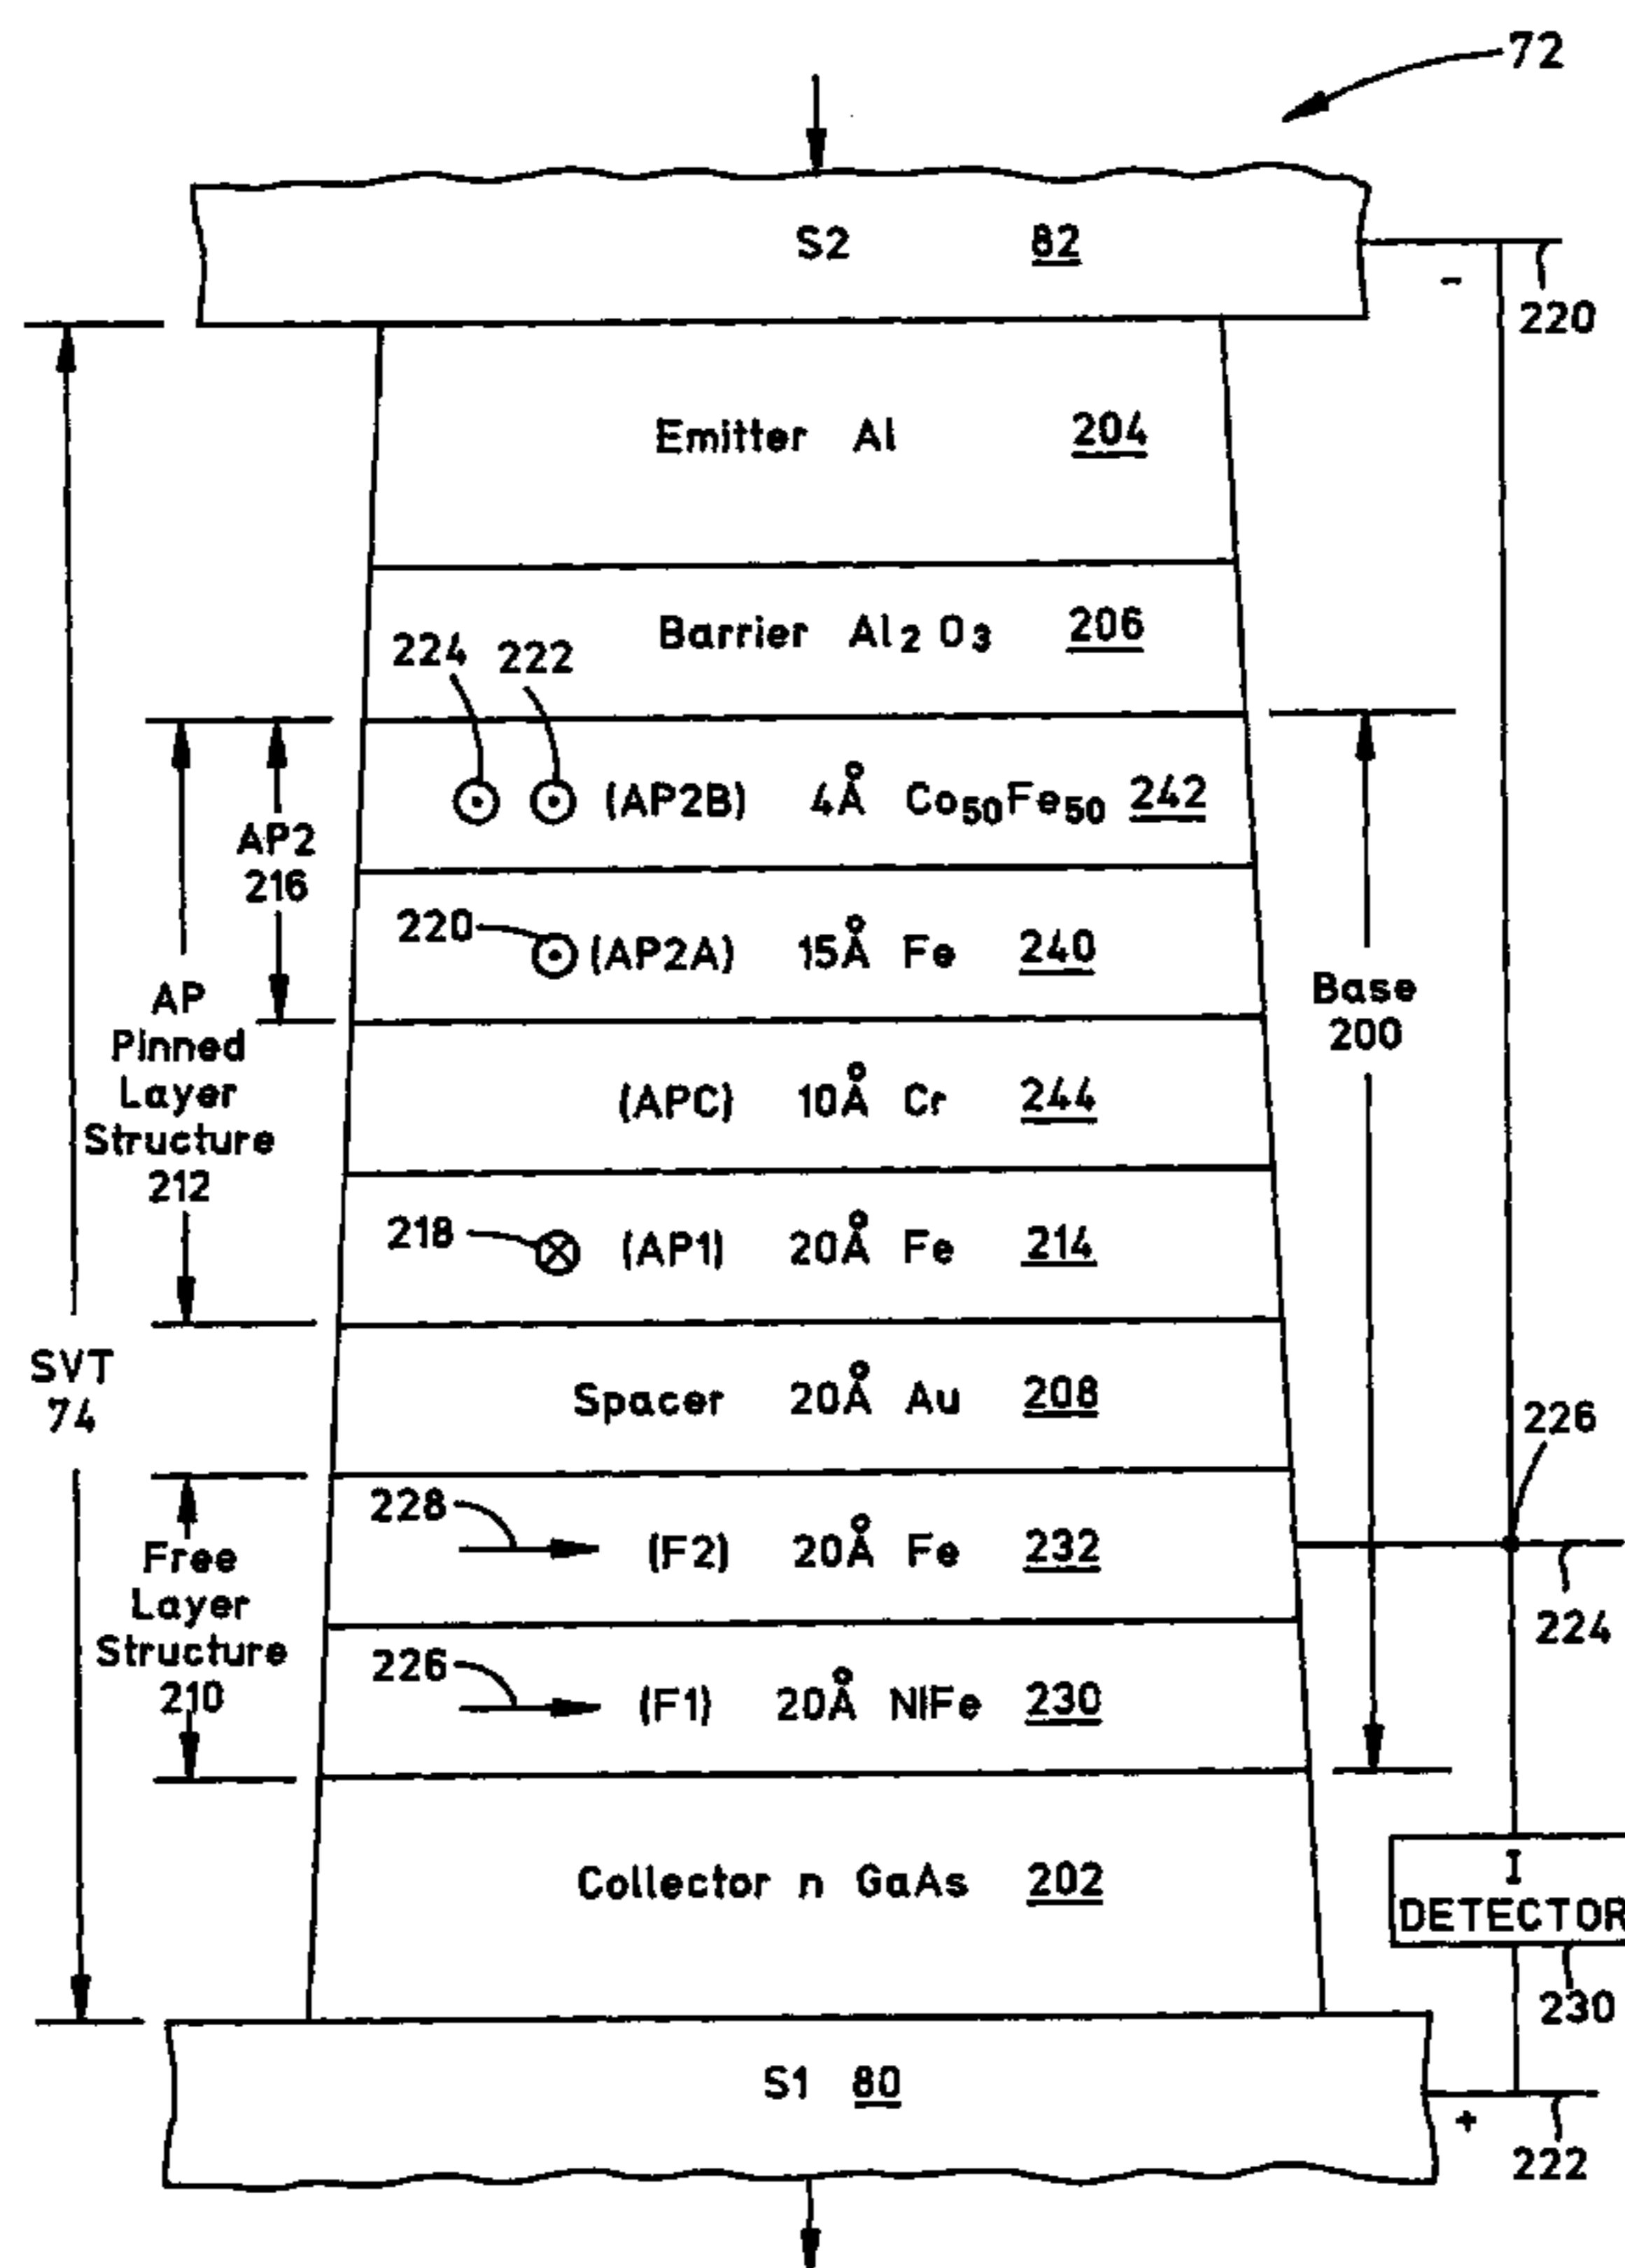 72
S2 82
-
220
Emitter Al 204
Barrier Al2O3 206
224 222
(AP2B) 4Å Co50Fe50 242
AP2
216
220 (AP2A) 15Å Fe 240
AP
Pinned
Layer
Structure
212
Base
200
(APC) 10Å Cr 244
218 (AP1) 20Å Fe 214
SVT
74
Spacer 20Å Au 208
226
228 (F2) 20Å Fe 232
224
Free
Layer
Structure
210
226 (F1) 20Å NiFe 230
Collector n GaAs 202
I
DETECTOR
230
S1 80
+
222